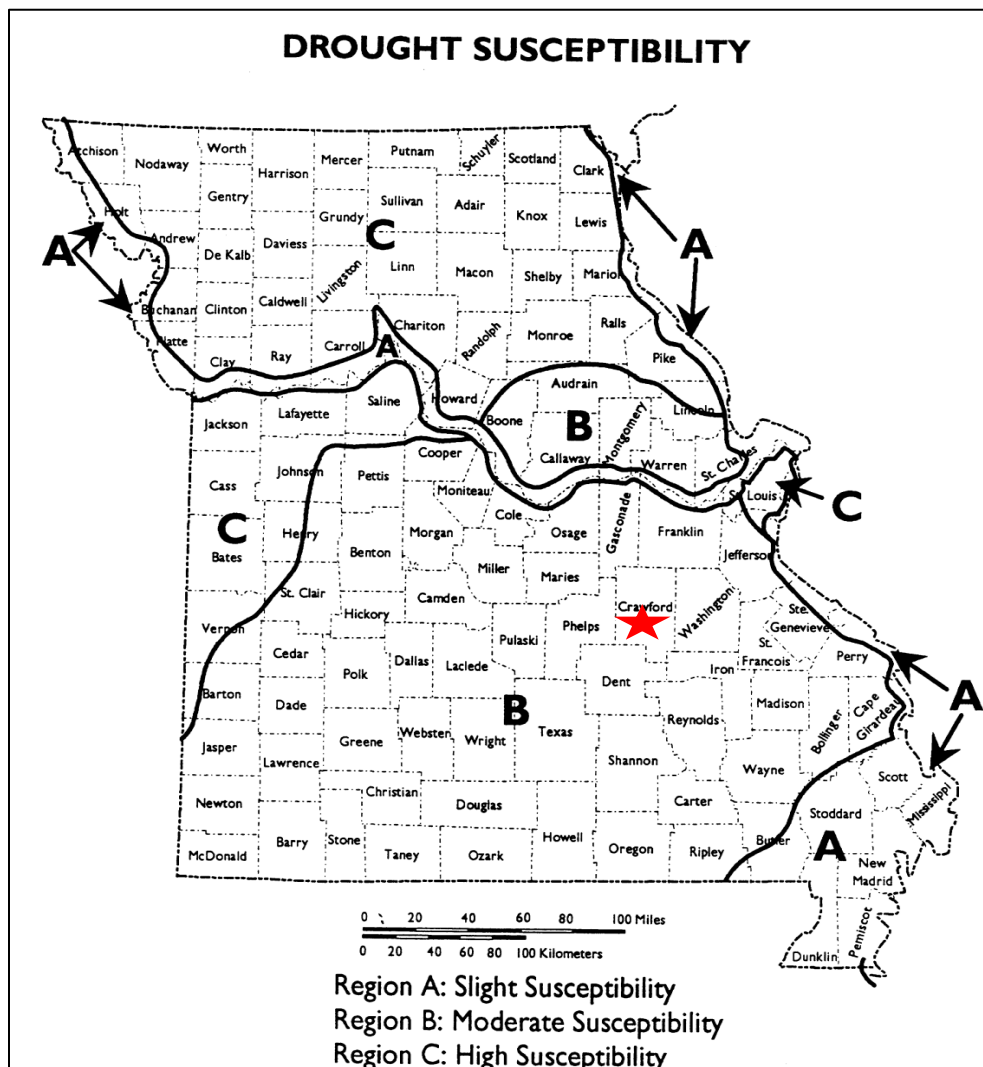 DROUGHT SUSCEPTIBILITY
Atchison
Nodaway
Worth
Harrison
Mercer
Putnam
Schuyler
Scotland
Clark
Gentry
Sullivan
Adair
Knox
Lewis
Holt
Grundy
Andrew
De Kalb
Daviess
C
A
A
Livingston
Linn
Macon
Shelby
Marion
Buchanan
Clinton
Caldwell
Chariton
Randolph
Monroe
Ralls
Platte
Clay
Ray
Carroll
A
Pike
Audrain
Howard
Boone
Lincoln
Jackson
Lafayette
Saline
B
Montgomery
Callaway
Warren
St. Charles
Cooper
Johnson
Pettis
Cass
Moniteau
St. Louis
C
Cole
C
Henry
Morgan
Osage
Gasconade
Franklin
Bates
Benton
Miller
Maries
Jefferson
St. Clair
Camden
Crawford
Washington
Hickory
Ste.
Genevieve
Vernon
Pulaski
Phelps
St.
Francois
Cedar
Dallas
Laclede
Iron
Perry
Polk
Dent
A
Barton
Dade
B
Madison
Bollinger
Cape
Girardeau
Reynolds
Webster
Wright
Texas
Jasper
Greene
Lawrence
Shannon
Wayne
Scott
Mississippi
Christian
Newton
Douglas
Carter
Stoddard
Howell
Butler
A
McDonald
Barry
Stone
Taney
Ozark
Oregon
Ripley
New
Madrid
Pemiscot
Dunklin
0 20 40 60 80 100 Miles
0 20 40 60 80 100 Kilometers
Region A: Slight Susceptibility
Region B: Moderate Susceptibility
Region C: High Susceptibility